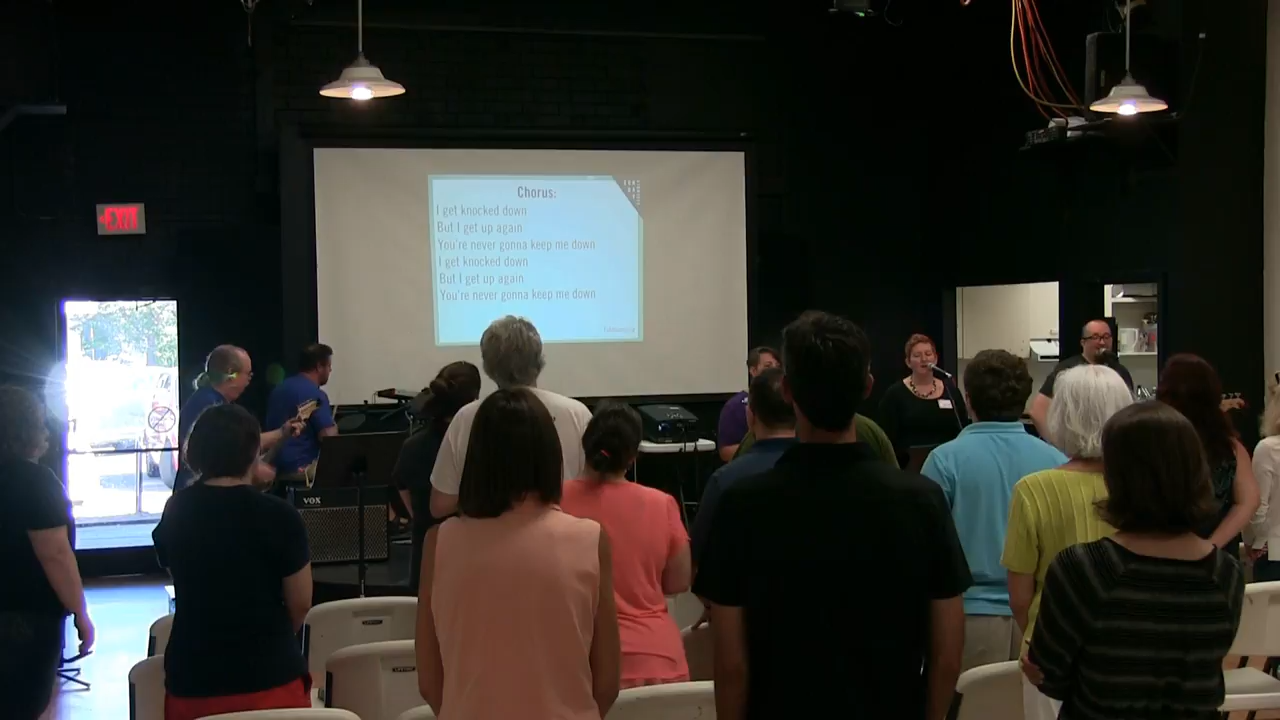 Chorus:
I get knocked down
But I get up again
You're never gonna keep me down
I get knocked down
But I get up again
You're never gonna keep me down
EXIT
VOX